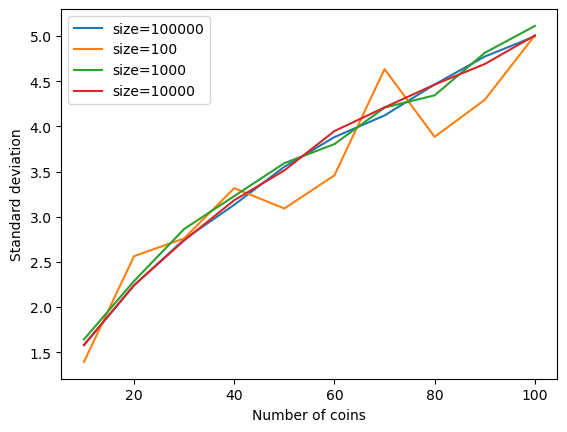 size=100000
size=100
size=1000
size=10000
5.0
4.5
4.0
3.5
3.0
2.5
2.0
1.5
Standard deviation
20
40
60
80
100
Number of coins